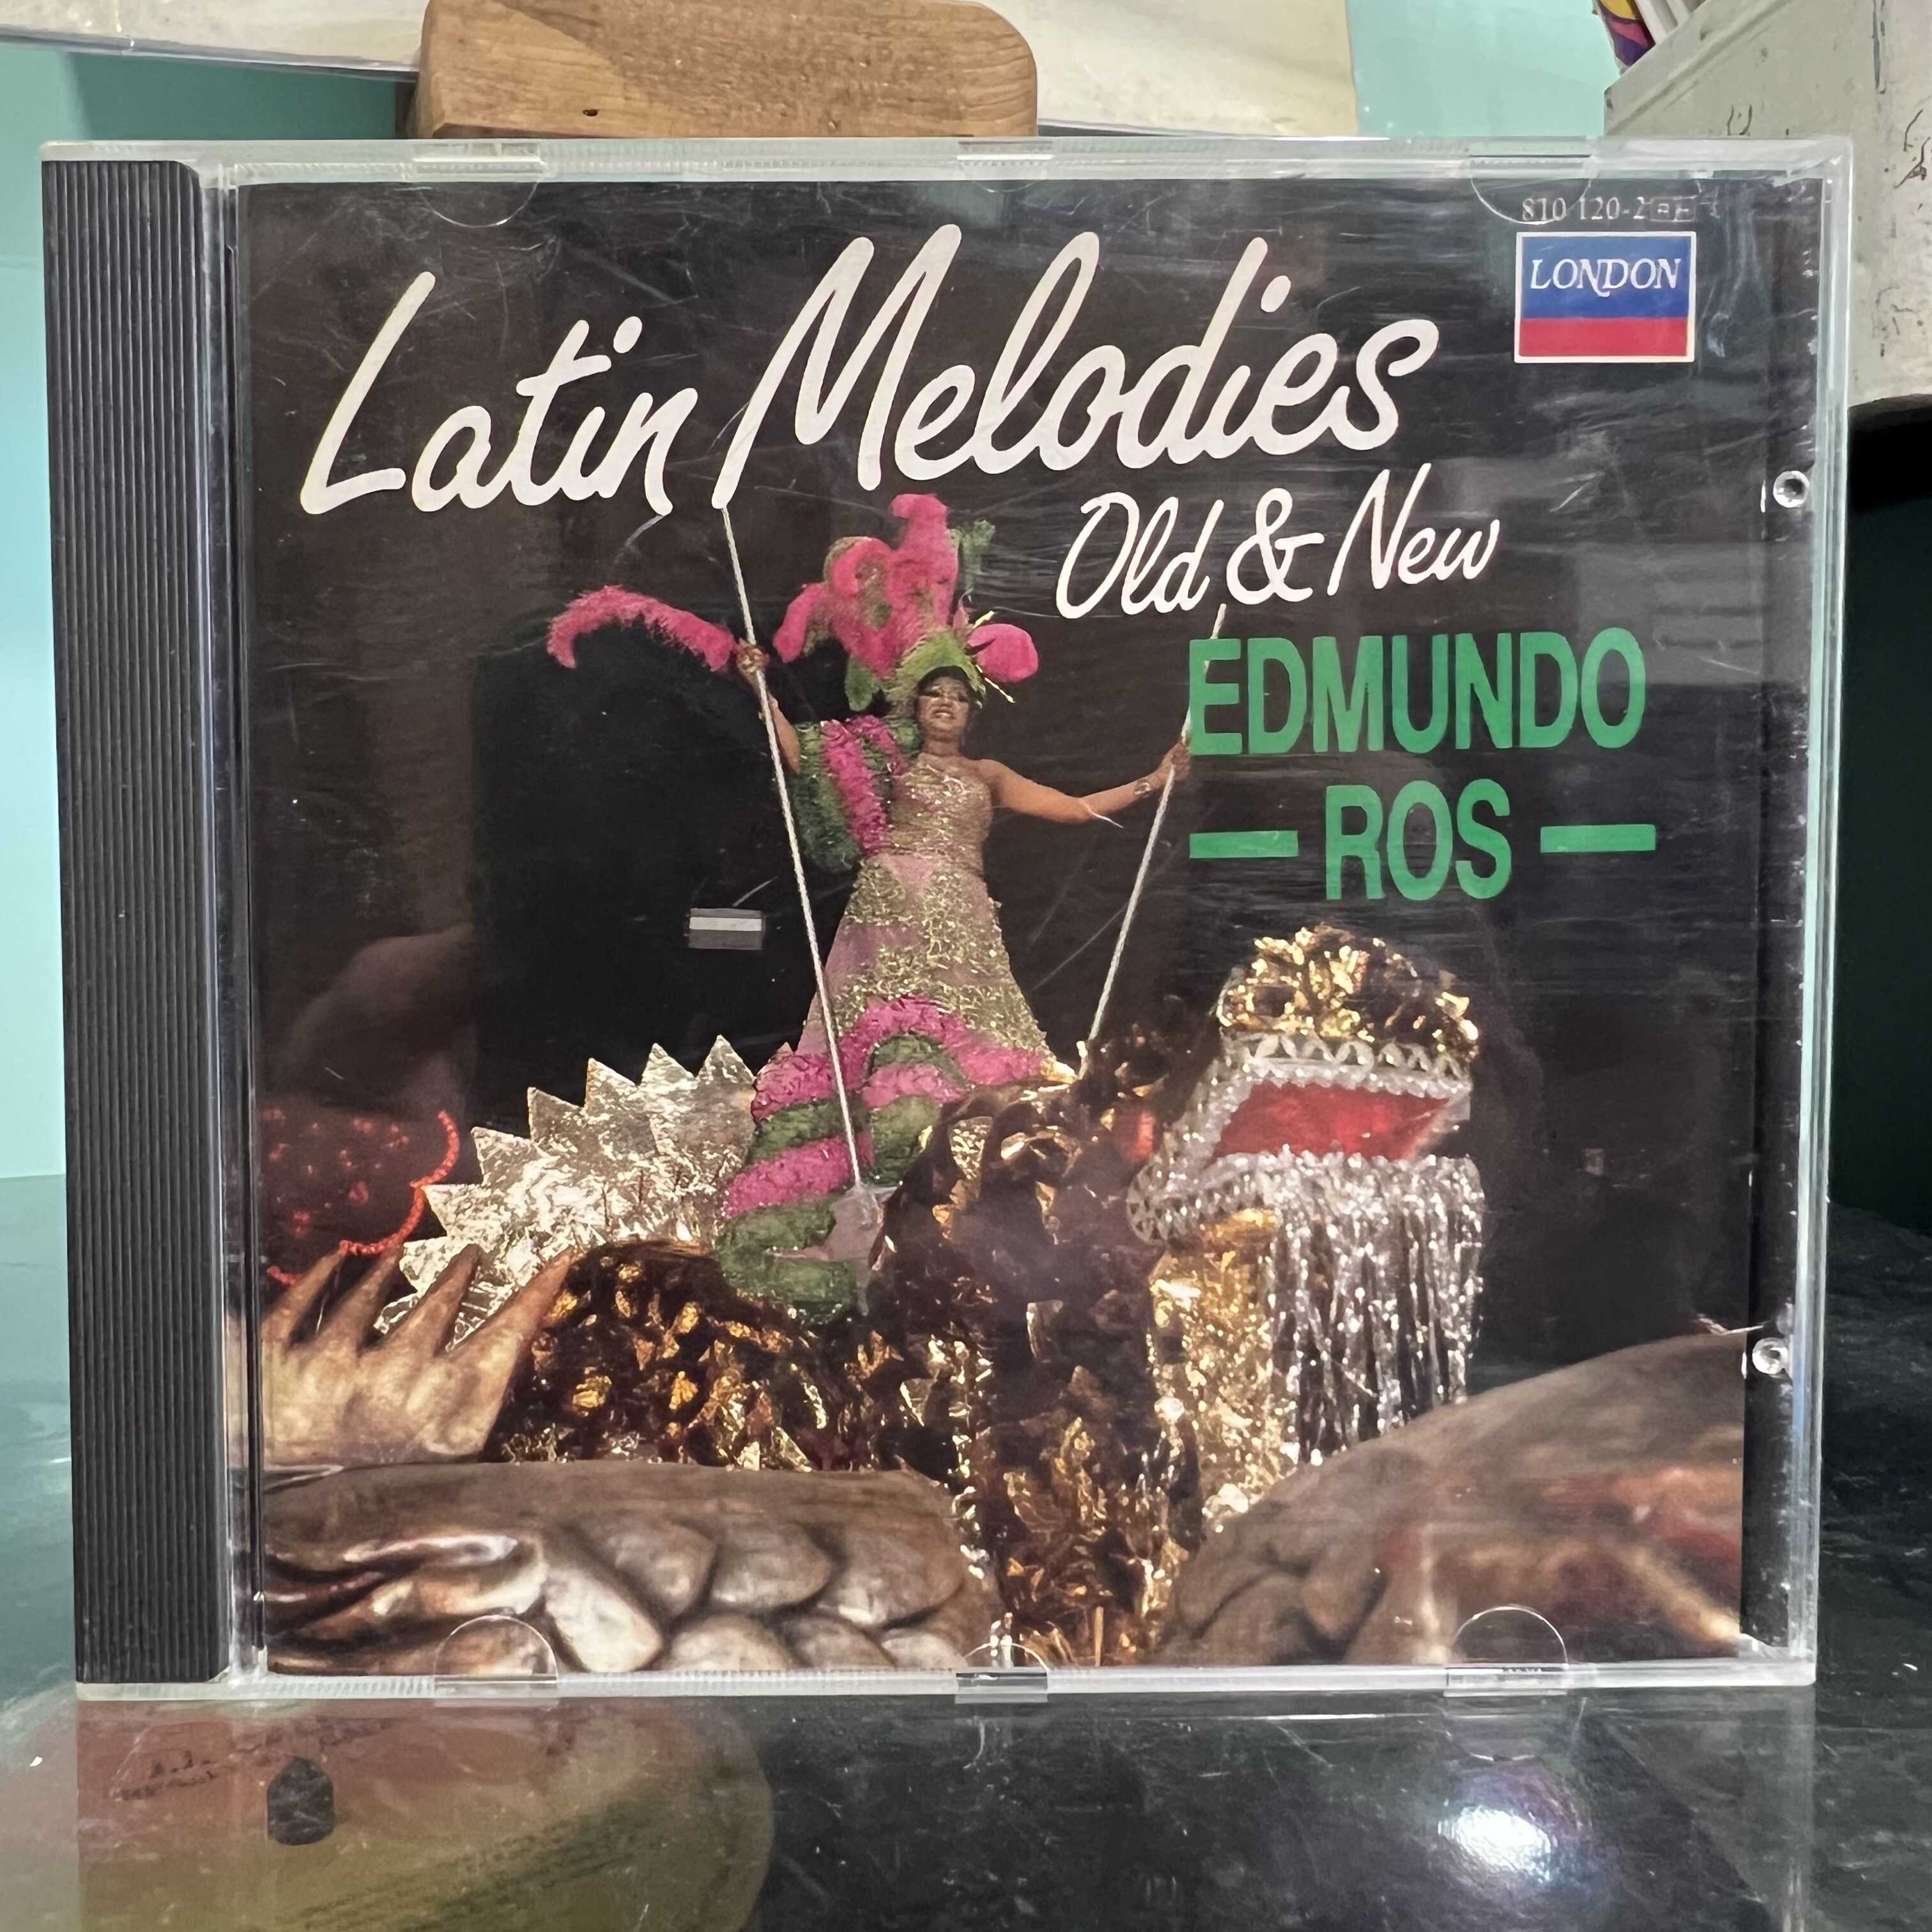 810 120-2
LONDON
Latin Melodies
Old & New
EDMUNDO
— ROS —